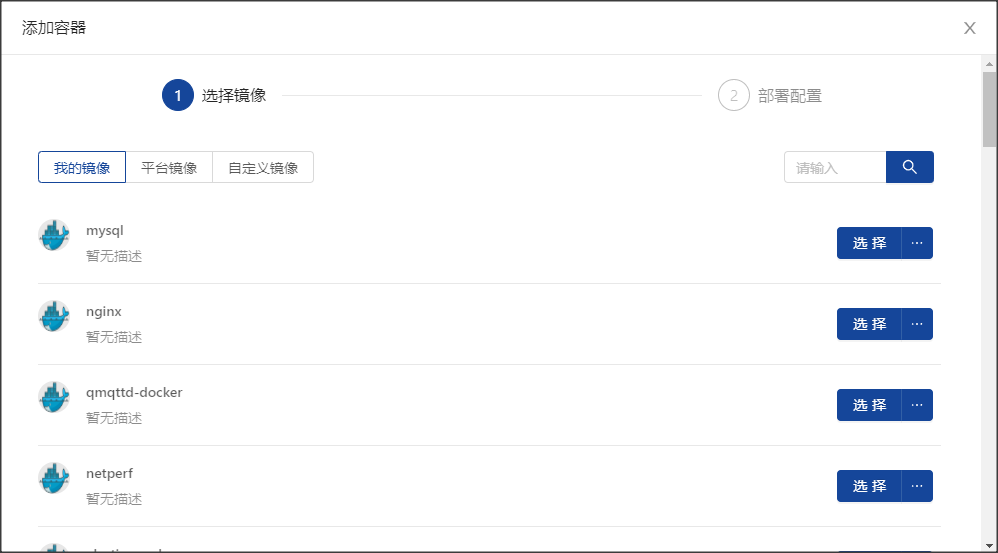 添加容器
X
1 选择镜像
2 部署配置
我的镜像 平台镜像 自定义镜像
请输入
mysql
暂无描述
选 择 ···
nginx
暂无描述
选 择 ···
qmqttd-docker
暂无描述
选 择 ···
netperf
暂无描述
选 择 ···